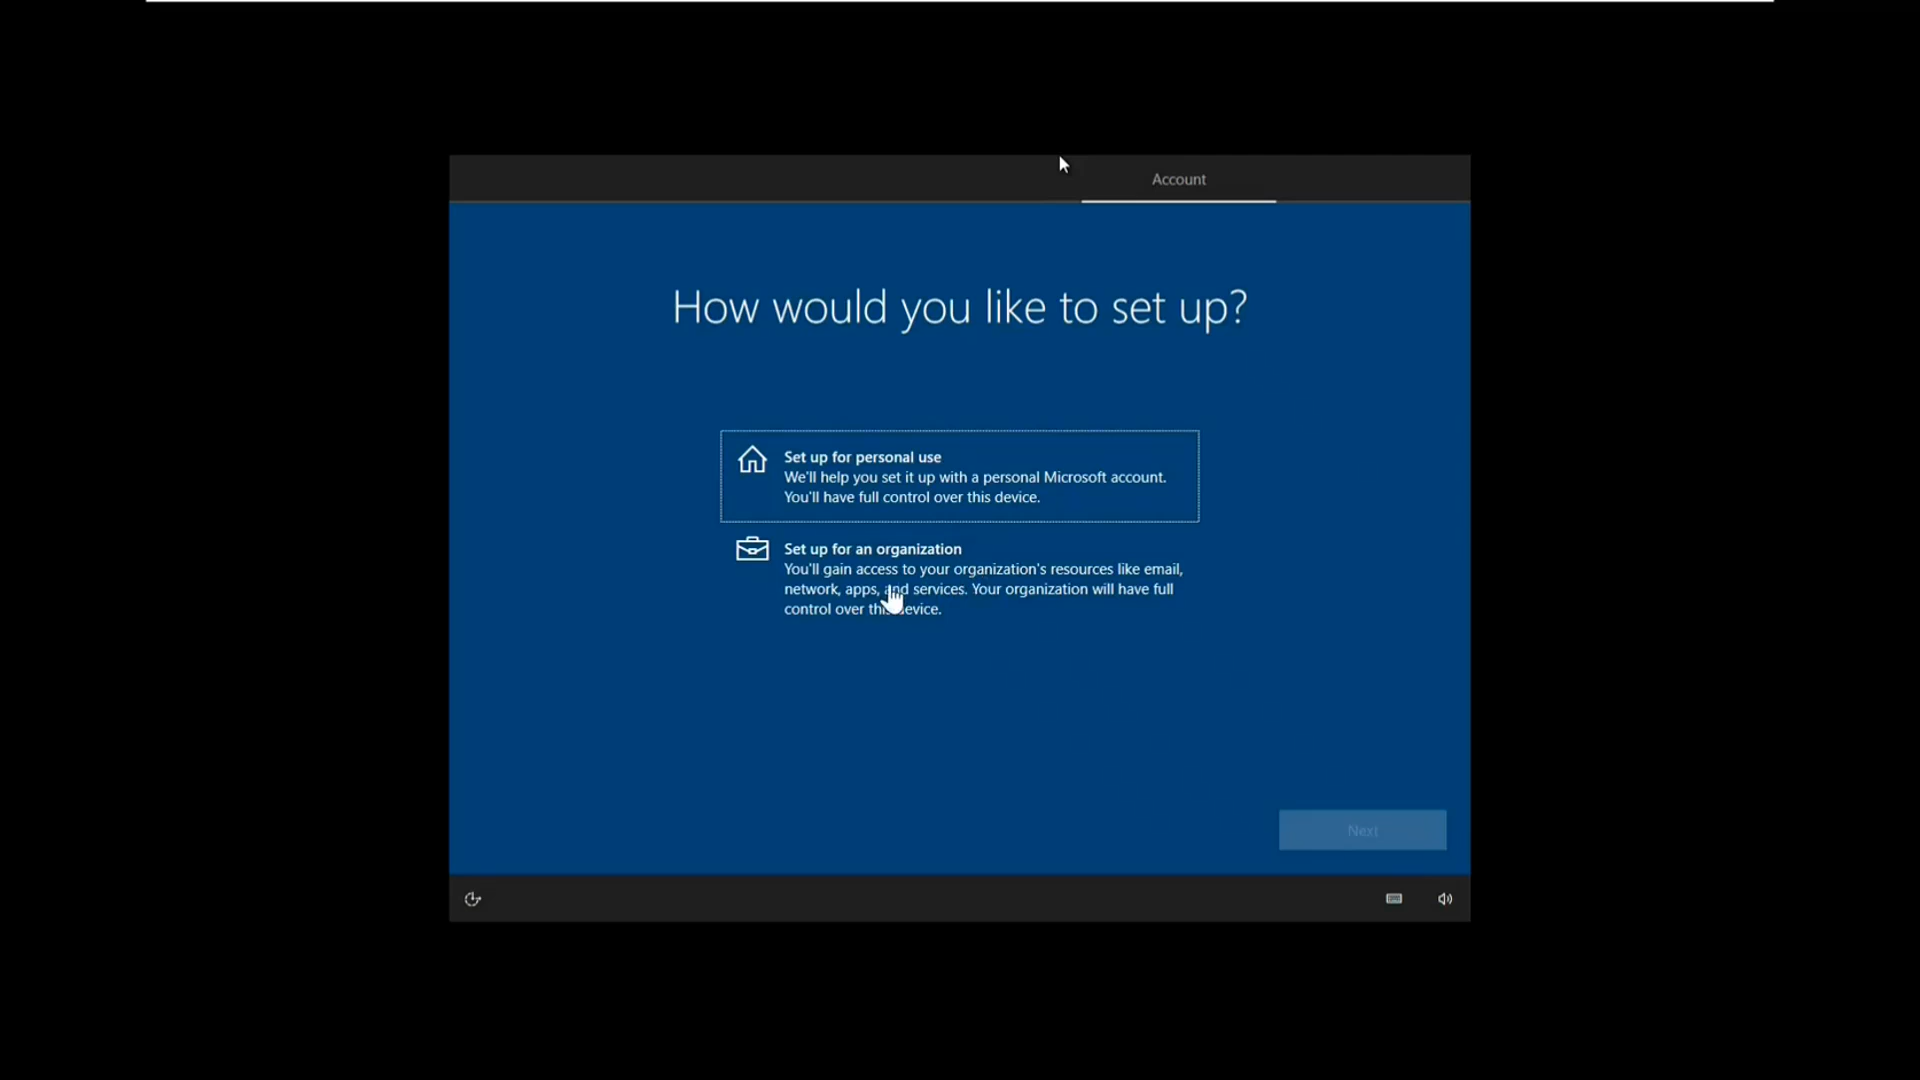 Account
How would you like to set up?
Set up for personal use
We'll help you set it up with a personal Microsoft account.
You'll have full control over this device.
Set up for an organization
You'll gain access to your organization's resources like email,
network, apps, and services. Your organization will have full
control over this device.
Next